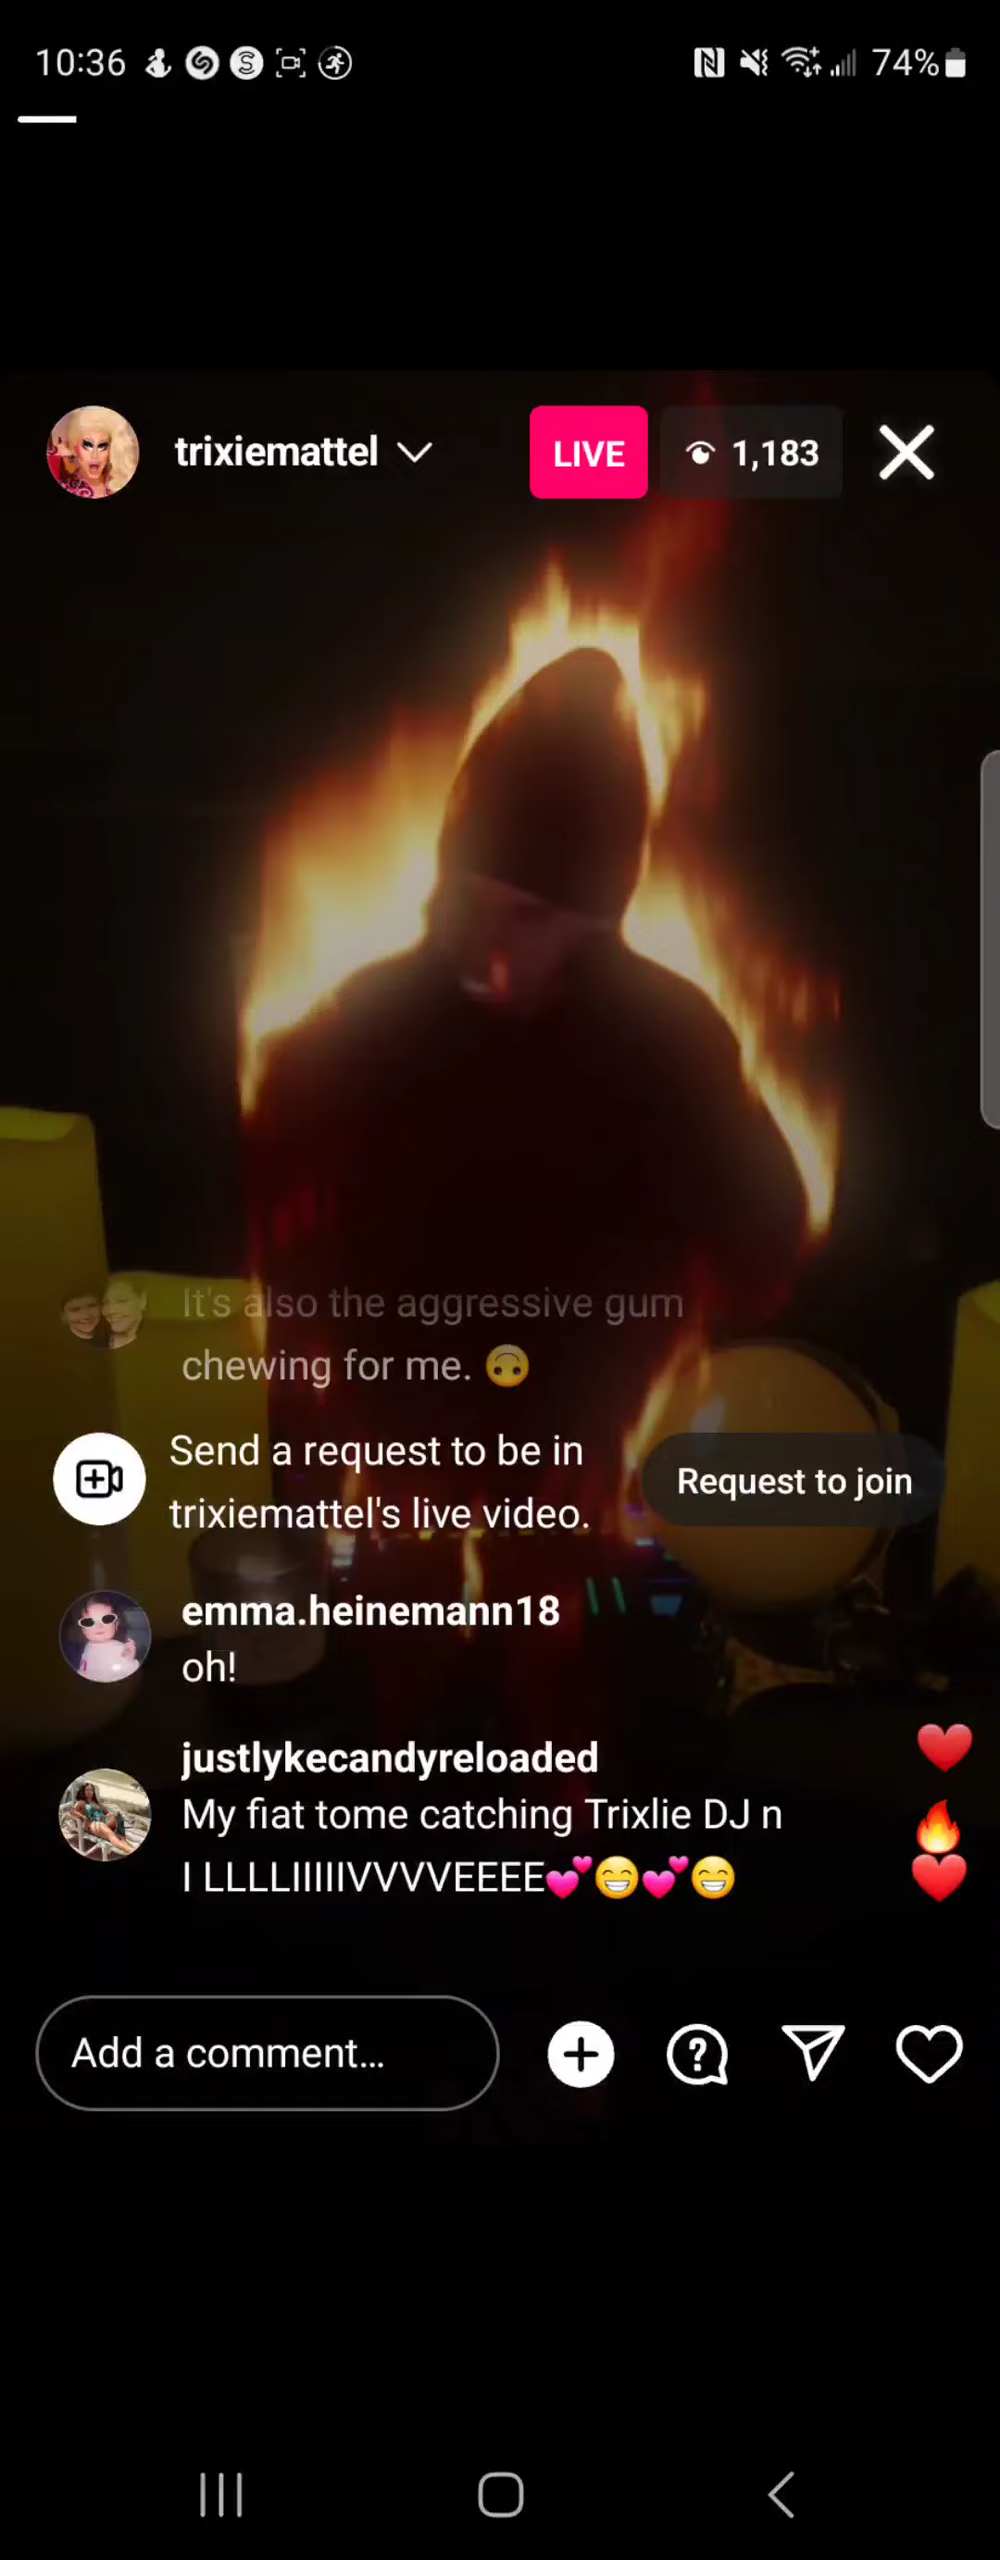 10:36
74%
trixiemattel
LIVE
1,183
It's also the aggressive gum
chewing for me. 🙃
Send a request to be in
trixiemattel's live video.
Request to join
emma.heinemann18
oh!
justlykecandyreloaded
My fiat tome catching Trixlie DJ n
I LLLLIIIIIVVVVEEEE💕😁💕😁
Add a comment...